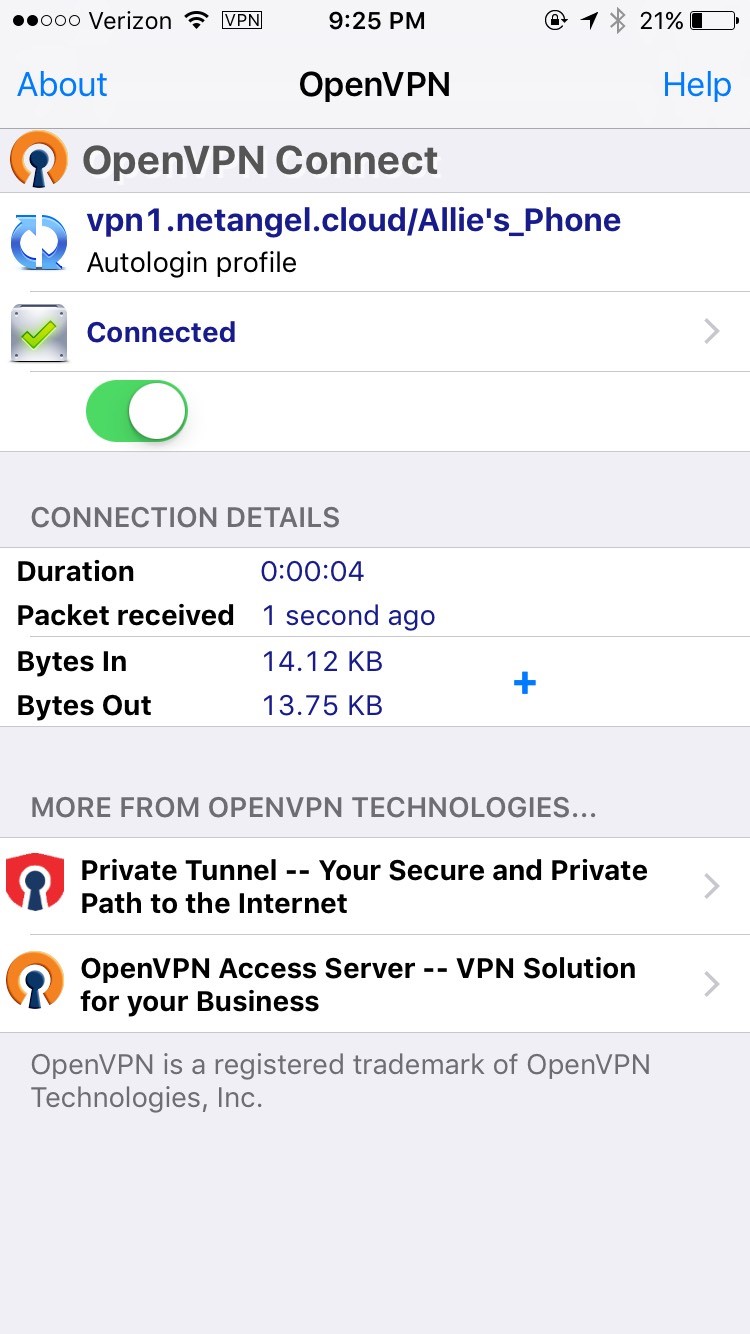 Verizon VPN 9:25 PM 21%
About OpenVPN Help
OpenVPN Connect
vpn1.netangel.cloud/Allie's_Phone
Autologin profile
Connected
CONNECTION DETAILS
Duration 0:00:04
Packet received 1 second ago
Bytes In 14.12 KB
+
Bytes Out 13.75 KB
MORE FROM OPENVPN TECHNOLOGIES...
Private Tunnel -- Your Secure and Private
Path to the Internet
OpenVPN Access Server -- VPN Solution
for your Business
OpenVPN is a registered trademark of OpenVPN
Technologies, Inc.